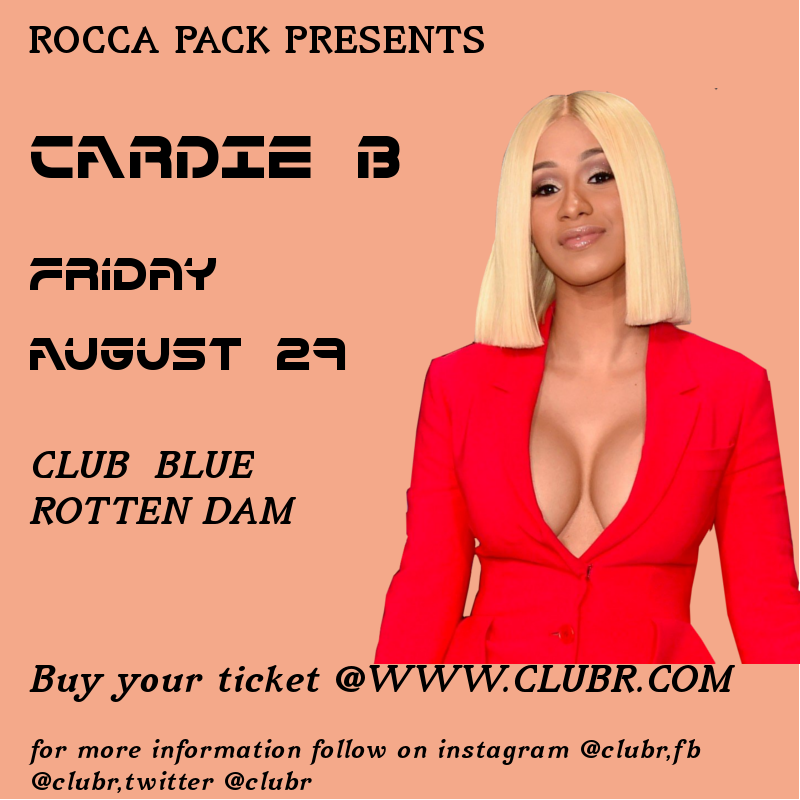 ROCCA PACK PRESENTS
CARDIE B
FRIDAY
AUGUST 29
CLUB BLUE
ROTTEN DAM
Buy your ticket @WWW.CLUBR.COM
for more information follow on instagram @clubr,fb
@clubr,twitter @clubr